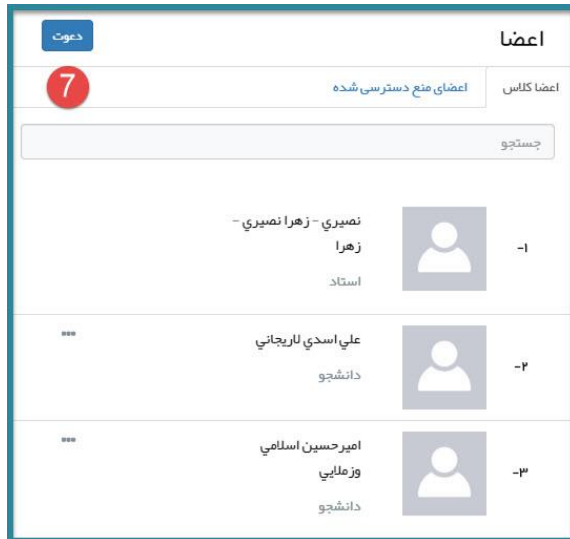 اعضا
دعوت
اعضا کلاس
اعضای منع دسترسی شده
7
جستجو
۱-
نصيري - زهرا نصيري -
زهرا
استاد
۲-
علي اسدي لاريجاني
دانشجو
۳-
اميرحسين اسلامي
وزملايي
دانشجو